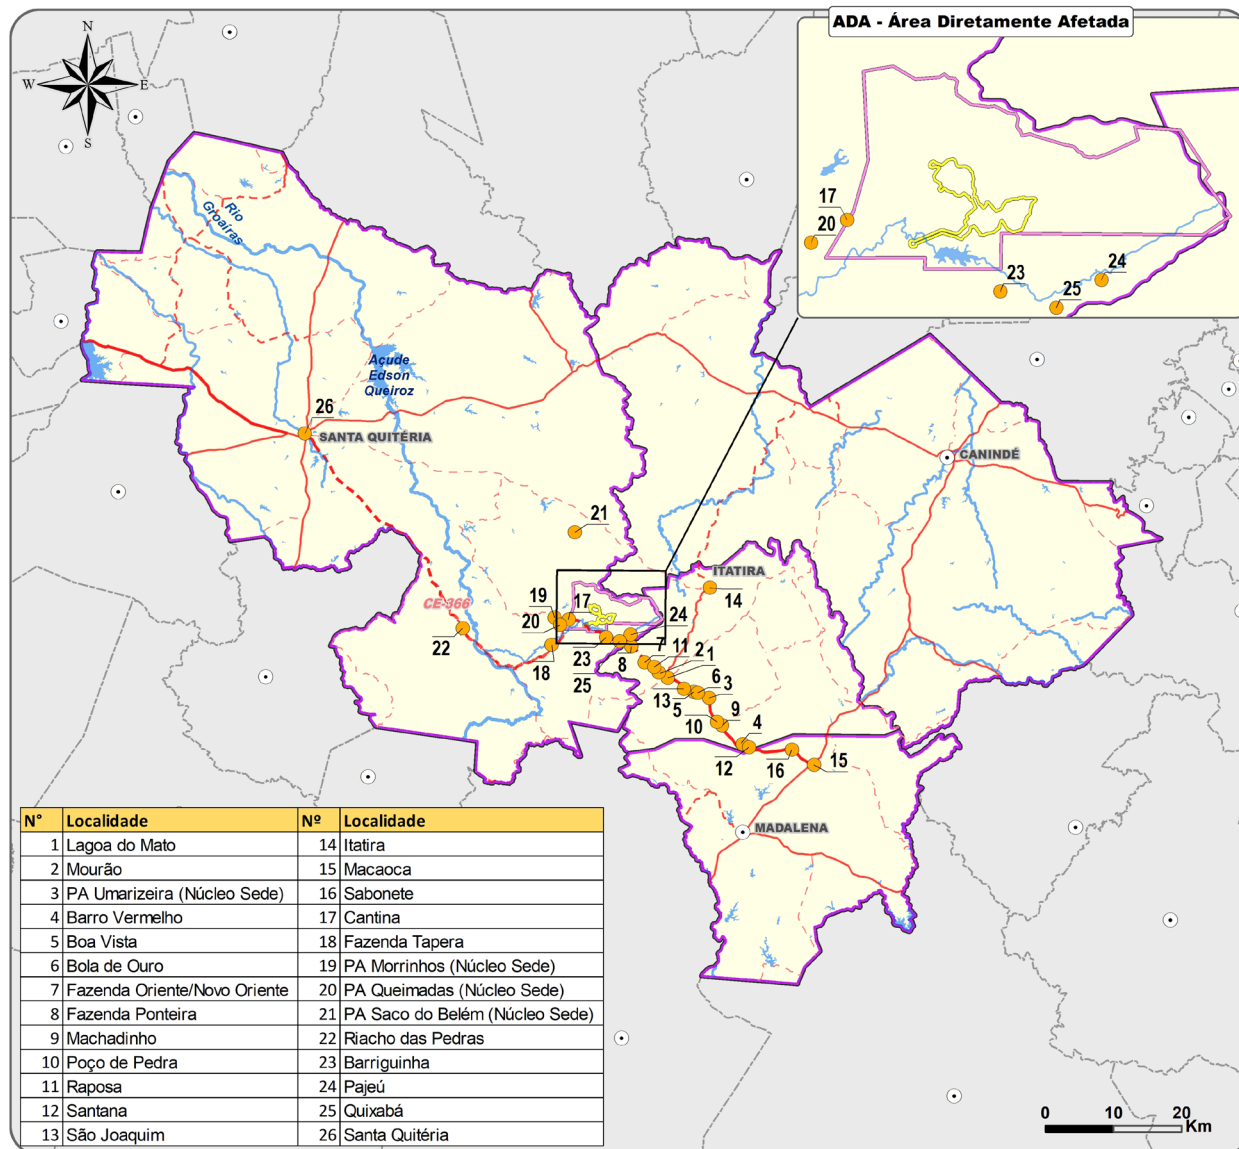 ADA - Área Diretamente Afetada
N
W
E
S
17
20
23
24
25
Rio
Groaíras
Açude
Edson
Queiroz
26
SANTA QUITÉRIA
CANINDÉ
21
ITATIRA
14
CE-366
22
19
20
17
18
23
25
24
7
8
11
21
6
13
3
5
10
9
4
12
16
15
MADALENA
N° Localidade Nº Localidade
1 Lagoa do Mato 14 Itatira
2 Mourão 15 Macaoca
3 PA Umarizeira (Núcleo Sede) 16 Sabonete
4 Barro Vermelho 17 Cantina
5 Boa Vista 18 Fazenda Tapera
6 Bola de Ouro 19 PA Morrinhos (Núcleo Sede)
7 Fazenda Oriente/Novo Oriente 20 PA Queimadas (Núcleo Sede)
8 Fazenda Ponteira 21 PA Saco do Belém (Núcleo Sede)
9 Machadinho 22 Riacho das Pedras
10 Poço de Pedra 23 Barriguinha
11 Raposa 24 Pajeú
12 Santana 25 Quixabá
13 São Joaquim 26 Santa Quitéria
0 10 20
Km